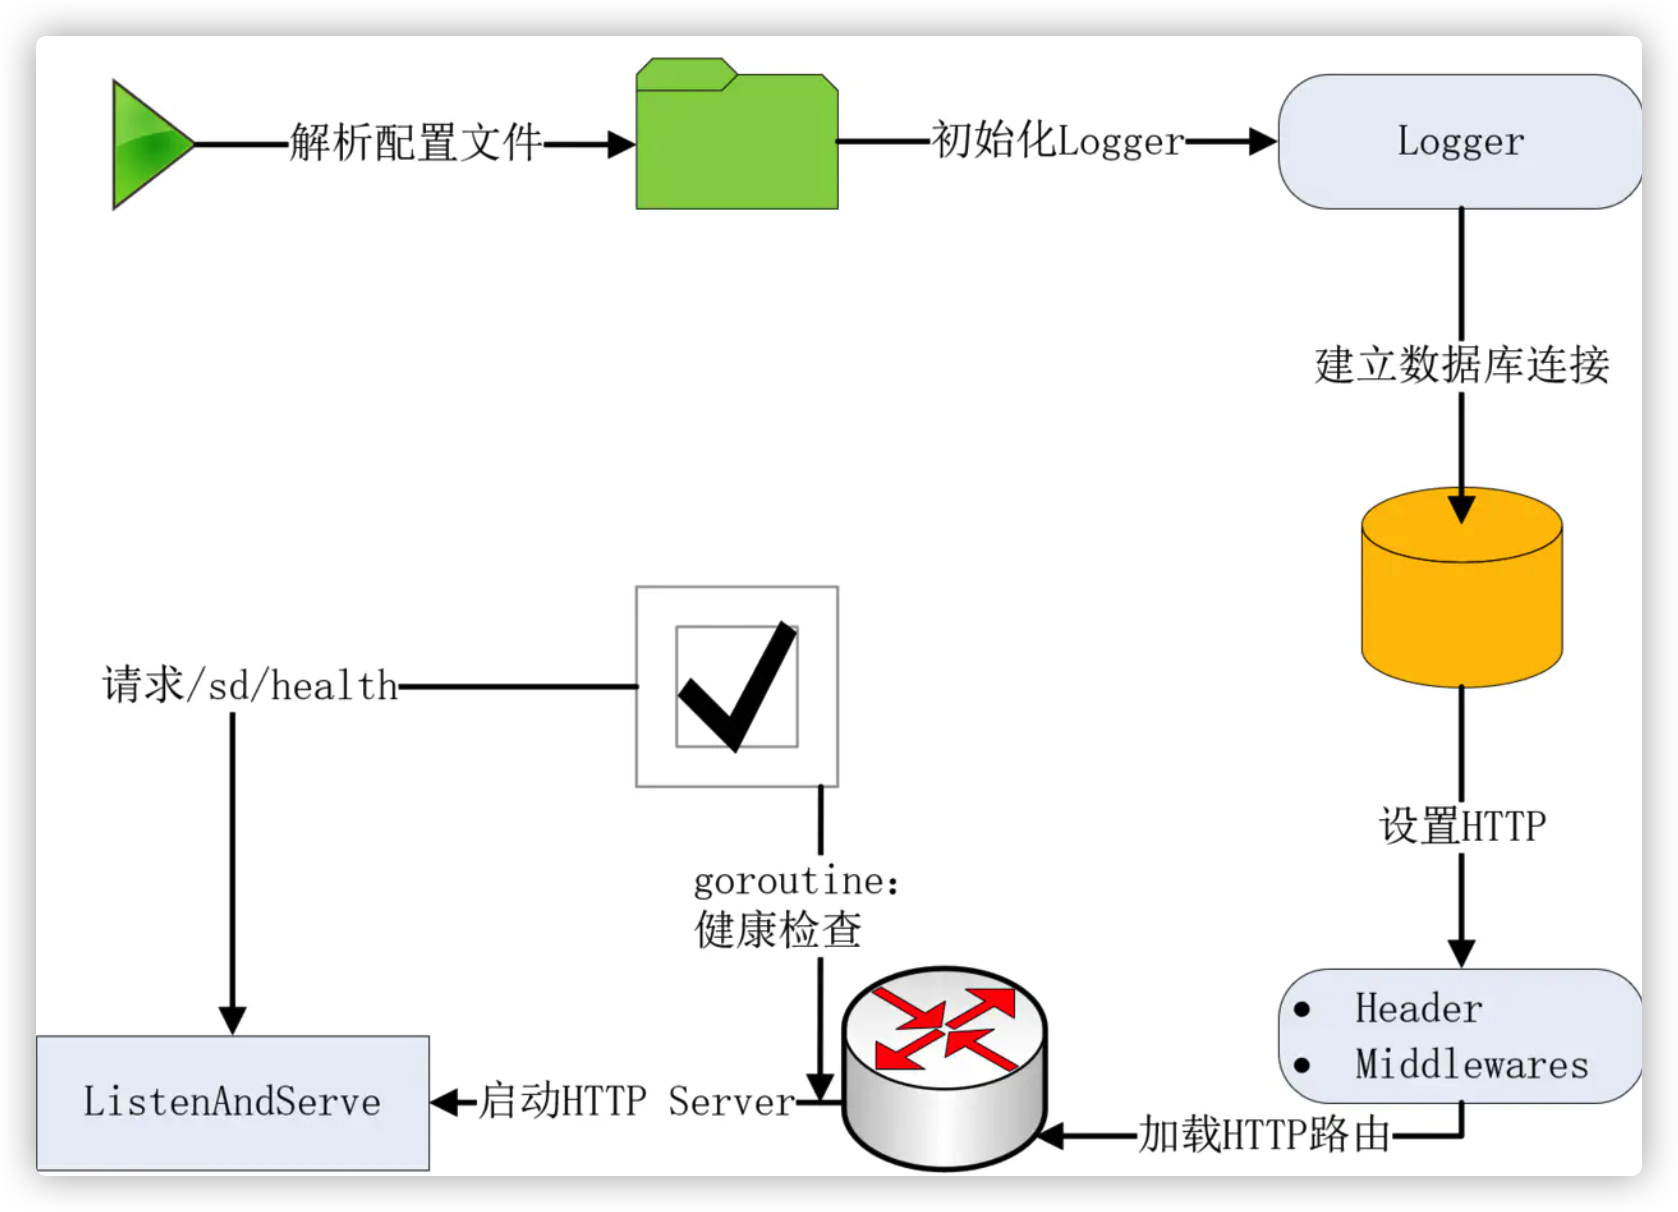 解析配置文件
初始化Logger
Logger
建立数据库连接
请求/sd/health
设置HTTP
goroutine：
健康检查
• Header
• Middlewares
ListenAndServe
启动HTTP Server
加载HTTP路由